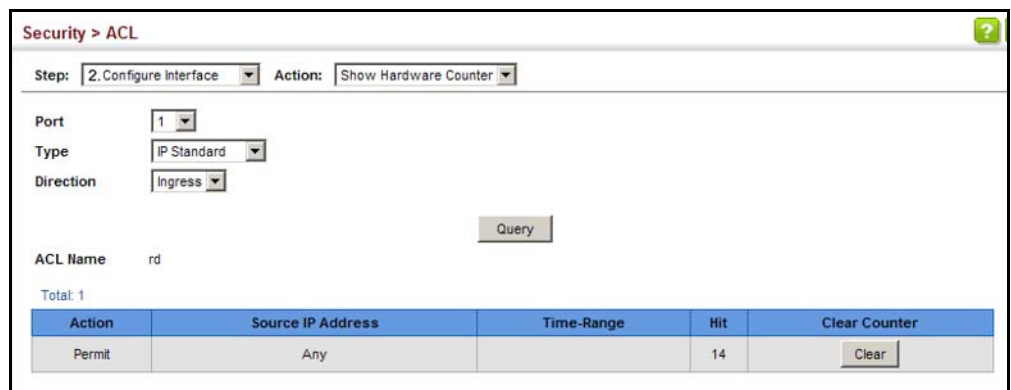 Security > ACL
?
Step: 2. Configure Interface Action: Show Hardware Counter
Port 1
Type IP Standard
Direction Ingress
Query
ACL Name rd
Total: 1
Action Source IP Address Time-Range Hit Clear Counter
Permit Any 14 Clear